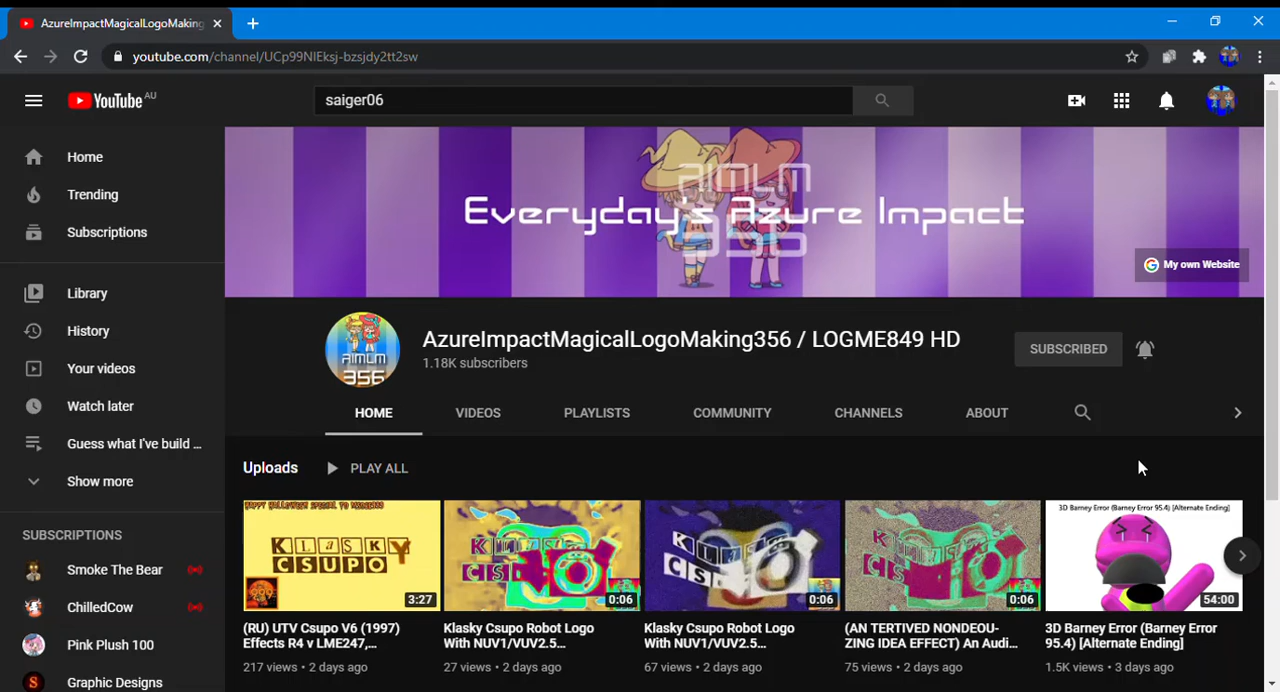 AzureImpactMagicalLogoMaking
youtube.com/channel/UCp99NIEksj-bzsjdy2tt2sw
YouTube AU
saiger06
Home
Trending
Subscriptions
Library
History
Your videos
Watch later
Guess what I've build ...
Show more
SUBSCRIPTIONS
Smoke The Bear
ChilledCow
Pink Plush 100
Graphic Designs
AIMLM
Everyday's Azure Impact
356
My own Website
AIMLM
356
AzureImpactMagicalLogoMaking356 / LOGME849 HD
1.18K subscribers
SUBSCRIBED
HOME VIDEOS PLAYLISTS COMMUNITY CHANNELS ABOUT
Uploads PLAY ALL
KLASKY
CSUPO
3:27
(RU) UTV Csupo V6 (1997)
Effects R4 v LME247,...
217 views • 2 days ago
0:06
Klasky Csupo Robot Logo
With NUV1/VUV2.5...
27 views • 2 days ago
0:06
Klasky Csupo Robot Logo
With NUV1/VUV2.5...
67 views • 2 days ago
0:06
(AN TERTIVED NONDEOU-
ZING IDEA EFFECT) An Audi...
75 views • 2 days ago
3D Barney Error (Barney Error 95.4) [Alternate Ending]
54:00
3D Barney Error (Barney Error
95.4) [Alternate Ending]
1.5K views • 3 days ago